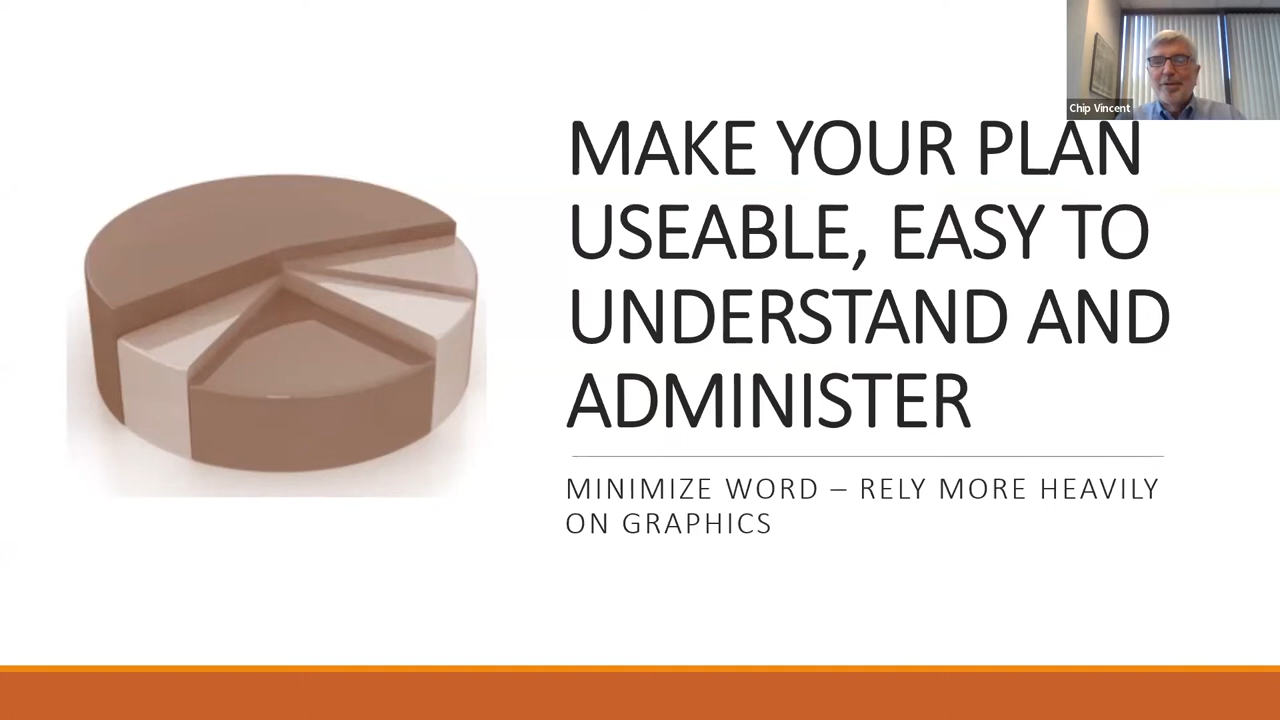 Chip Vincent
MAKE YOUR PLAN
USEABLE, EASY TO
UNDERSTAND AND
ADMINISTER
MINIMIZE WORD – RELY MORE HEAVILY
ON GRAPHICS